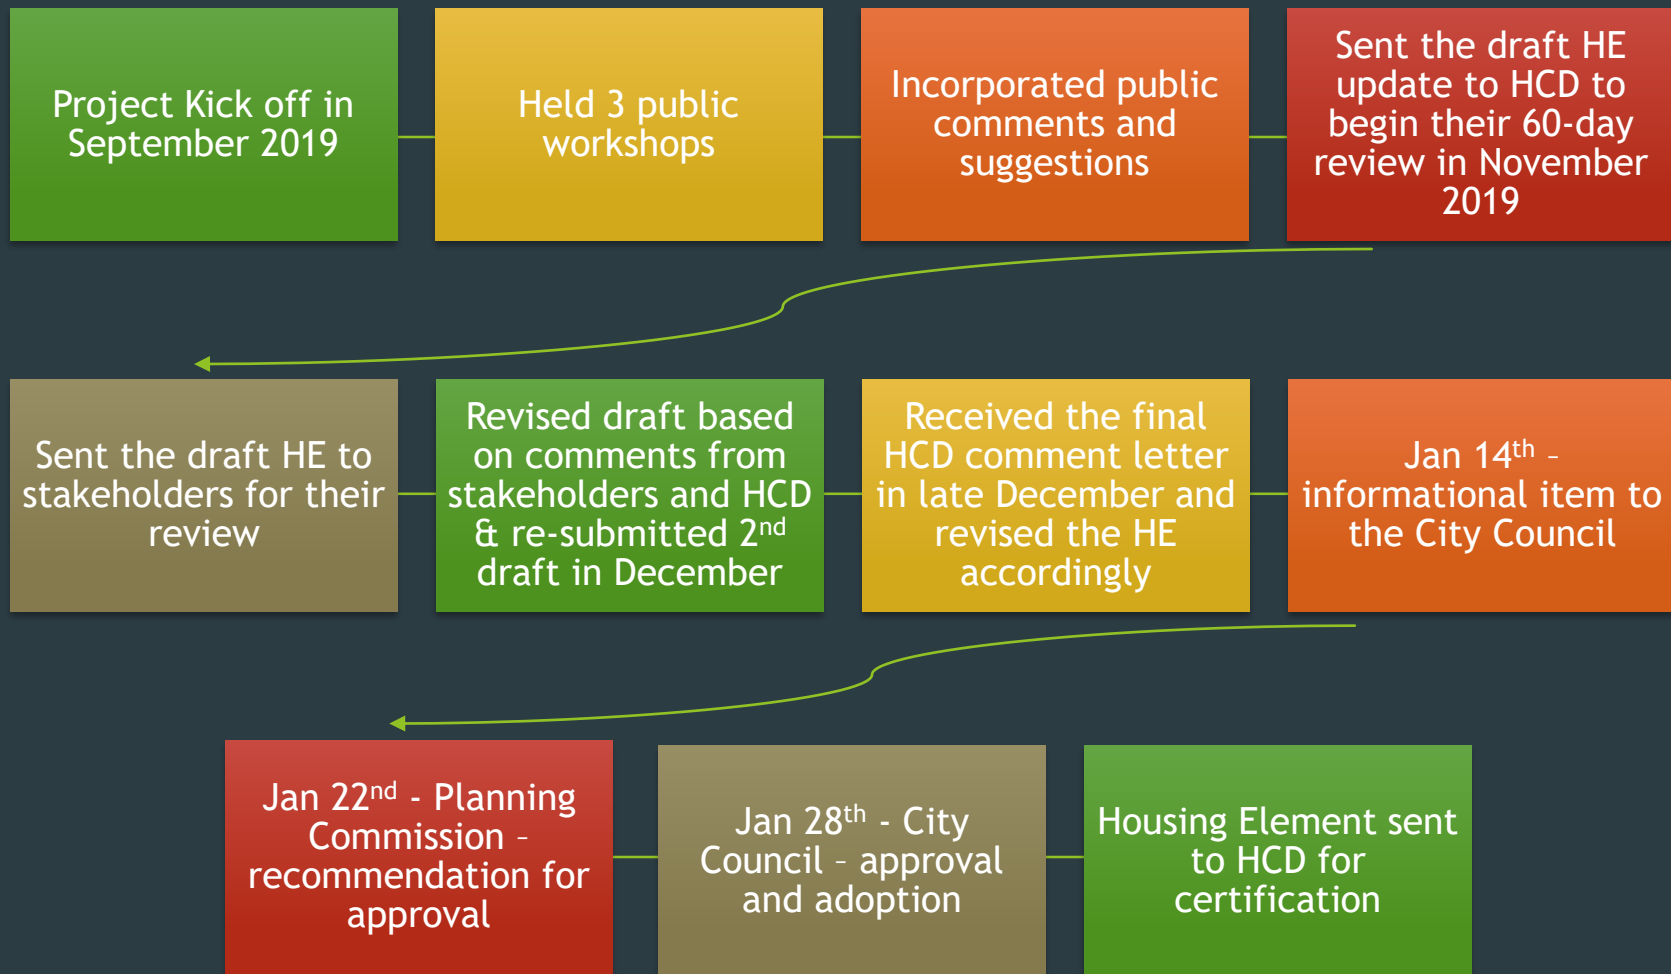 Project Kick off in
September 2019
Held 3 public
workshops
Incorporated public
comments and
suggestions
Sent the draft HE
update to HCD to
begin their 60-day
review in November
2019
Sent the draft HE to
stakeholders for their
review
Revised draft based
on comments from
stakeholders and HCD
& re-submitted 2nd
draft in December
Received the final
HCD comment letter
in late December and
revised the HE
accordingly
Jan 14th –
informational item to
the City Council
Jan 22nd - Planning
Commission –
recommendation for
approval
Jan 28th - City
Council – approval
and adoption
Housing Element sent
to HCD for
certification